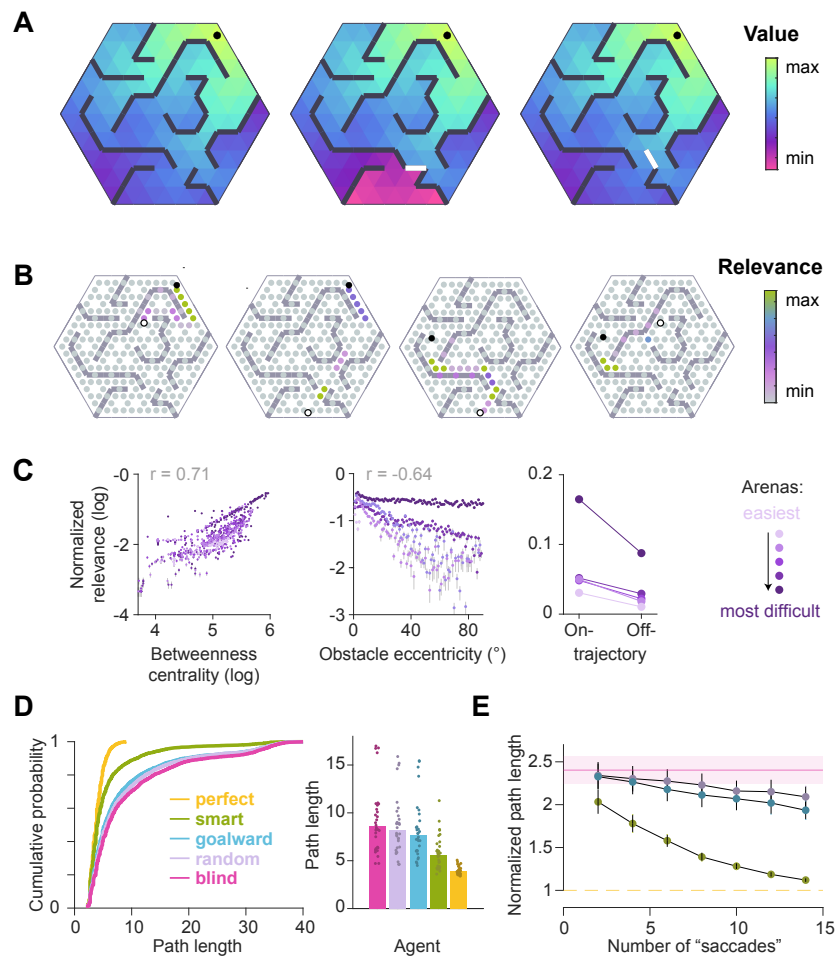 A
Value
max
min
B
Relevance
max
min
C
r = 0.71
r = -0.64
Normalized
relevance (log)
-0
-2
-4
4
5
6
Betweenness
centrality (log)
0
-1
-2
-3
0
40
80
Obstacle eccentricity (°)
0.2
0.1
0
On-
Off-
trajectory
Arenas:
easiest
most difficult
D
Cumulative probability
1
0
0
10
20
30
40
Path length
perfect
smart
goalward
random
blind
Path length
15
10
5
0
Agent
E
Normalized path length
2.5
2
1.5
1
0
5
10
15
Number of "saccades"